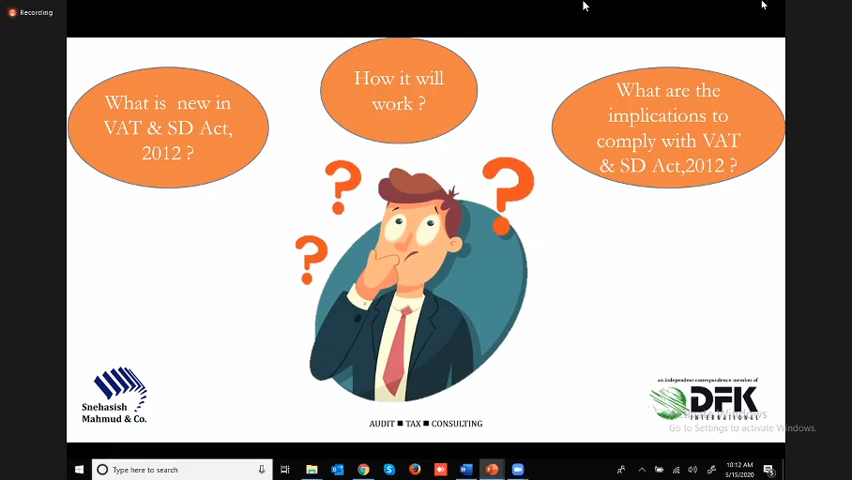 Recording
How it will
work ?
What is new in
VAT & SD Act,
2012 ?
What are the
implications to
comply with VAT
& SD Act,2012 ?
?
?
?
Snehasish
Mahmud & Co.
AUDIT ■ TAX ■ CONSULTING
an independent correspondence member of
DFK
INTERNATIONAL
Go to Settings to activate Windows.
Type here to search
10:12 AM
5/15/2020